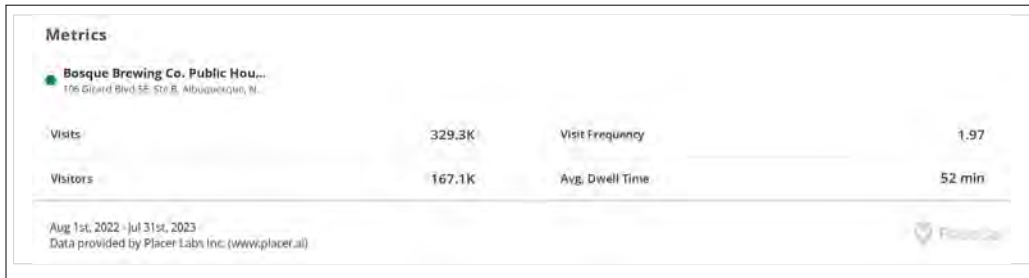 Metrics
Bosque Brewing Co. Public Hou...
106 Girard Blvd SE, Ste B, Albuquerque, N...
Visits 329.3K Visit Frequency 1.97
Visitors 167.1K Avg. Dwell Time 52 min
Aug 1st, 2022 - Jul 31st, 2023
Data provided by Placer Labs Inc. (www.placer.ai)